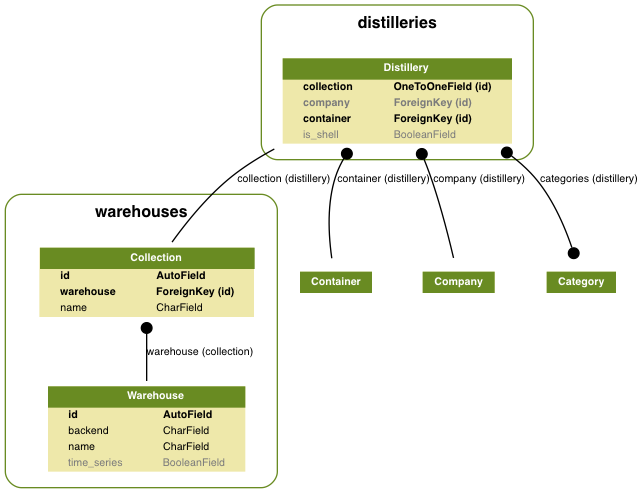 distilleries
Distillery
collection OneToOneField (id)
company ForeignKey (id)
container ForeignKey (id)
is_shell BooleanField
collection (distillery) container (distillery) company (distillery) categories (distillery)
warehouses
Collection
id AutoField
warehouse ForeignKey (id)
name CharField
Container Company Category
warehouse (collection)
Warehouse
id AutoField
backend CharField
name CharField
time_series BooleanField